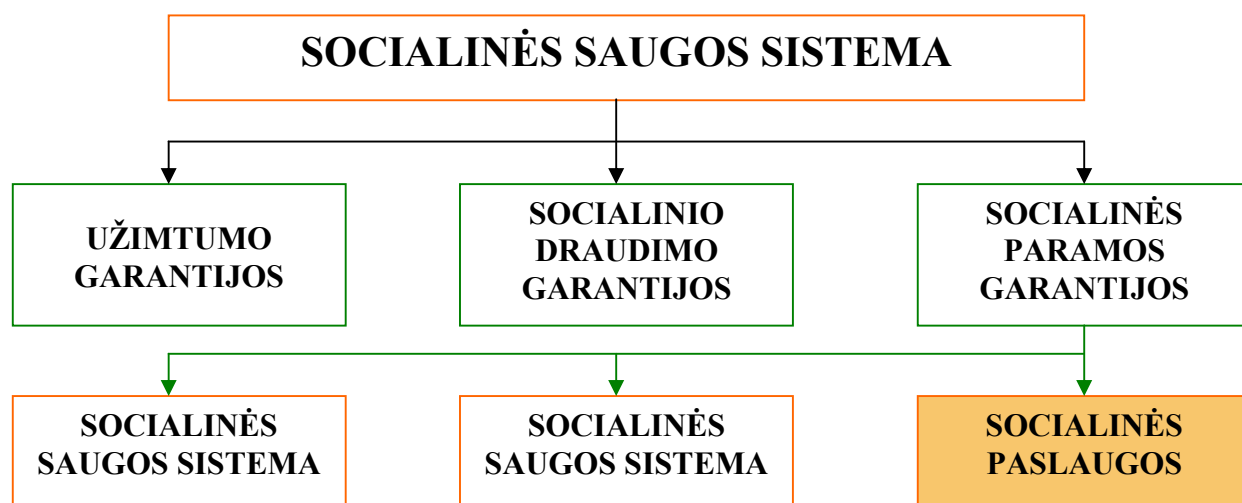 SOCIALINĖS SAUGOS SISTEMA
UŽIMTUMO
GARANTIJOS
SOCIALINIO
DRAUDIMO
GARANTIJOS
SOCIALINĖS
PARAMOS
GARANTIJOS
SOCIALINĖS
SAUGOS SISTEMA
SOCIALINĖS
SAUGOS SISTEMA
SOCIALINĖS
PASLAUGOS